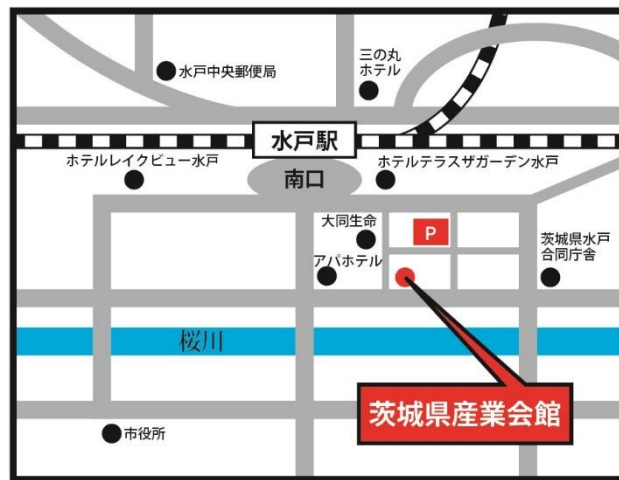 水戸中央郵便局
三の丸
ホテル
水戸駅
ホテルレイクビュー水戸
南口
ホテルテラスザガーデン水戸
大同生命
P
アパホテル
茨城県水戸
合同庁舎
桜川
茨城県産業会館
市役所